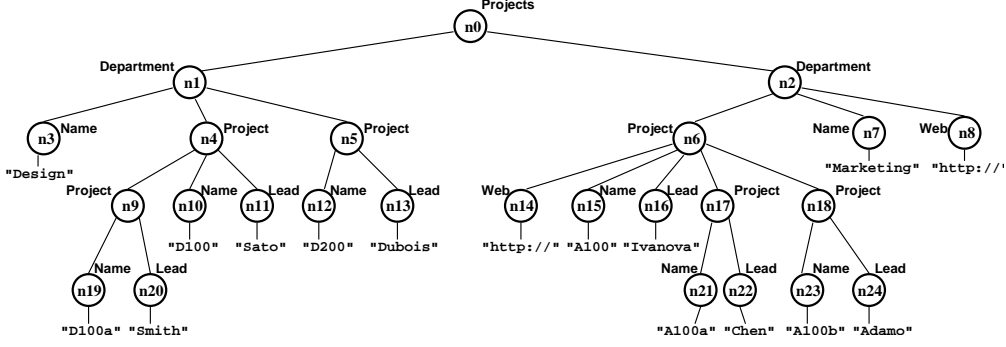 Projects
n0
Department
n1
Department
n2
Name
n3
"Design"
Project
n4
Project
n5
Project
n6
Name
n7
"Marketing"
Web
n8
"http://"
Project
n9
Name
n10
"D100"
Lead
n11
"Sato"
Name
n12
"D200"
Lead
n13
"Dubois"
Web
n14
"http://"
Name
n15
"A100"
Lead
n16
"Ivanova"
Project
n17
Project
n18
Name
n19
"D100a"
Lead
n20
"Smith"
Name
n21
"A100a"
Lead
n22
"Chen"
Name
n23
"A100b"
Lead
n24
"Adamo"